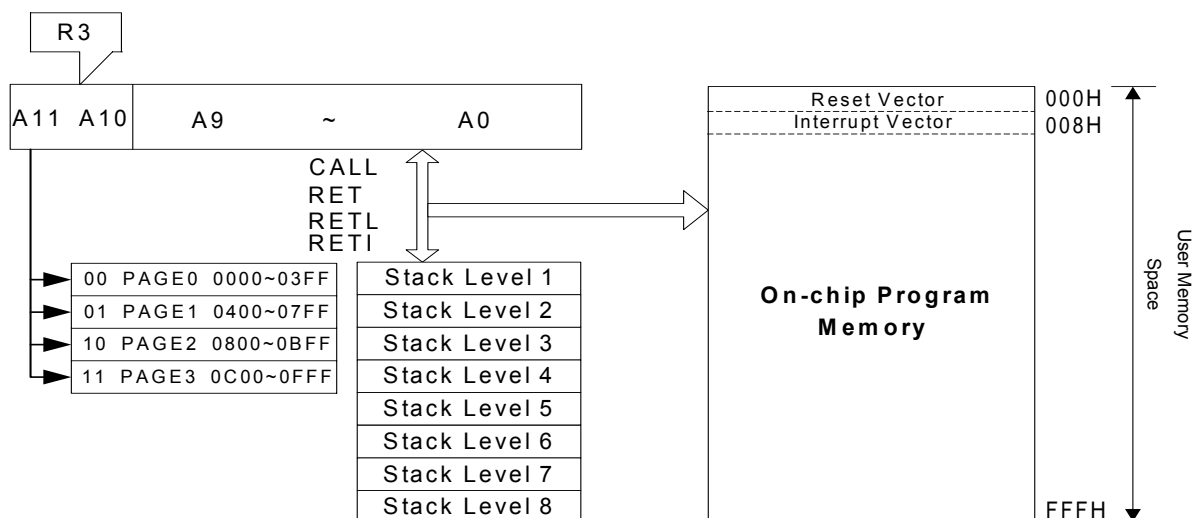 R3
A11 A10 A9 ~ A0
CALL
RET
RETL
RETI
00 PAGE0 0000~03FF
01 PAGE1 0400~07FF
10 PAGE2 0800~0BFF
11 PAGE3 0C00~0FFF
Stack Level 1
Stack Level 2
Stack Level 3
Stack Level 4
Stack Level 5
Stack Level 6
Stack Level 7
Stack Level 8
Reset Vector
Interrupt Vector
On-chip Program
Memory
000H
008H
FFFH
User Memory
Space